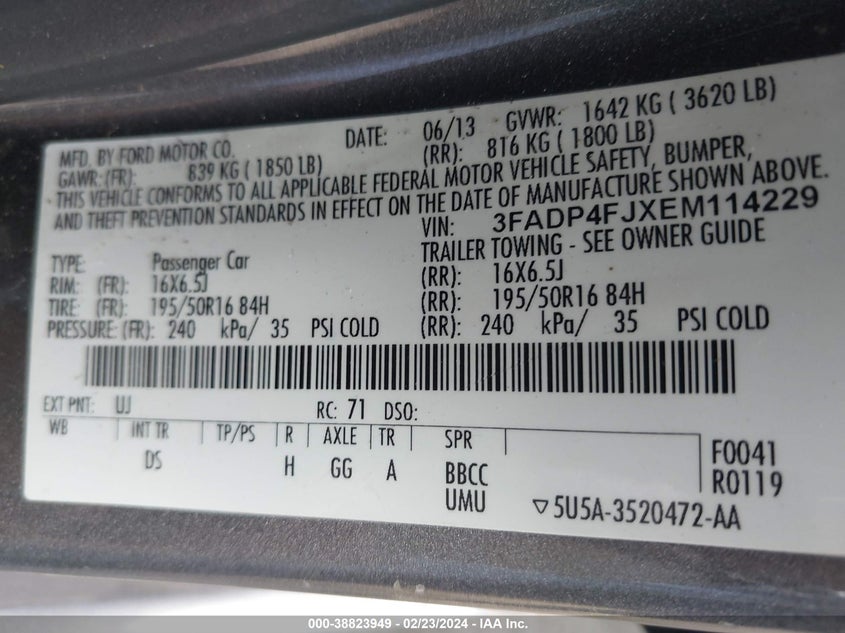 MFD. BY FORD MOTOR CO. DATE: 06/13 GVWR: 1642 KG ( 3620 LB)
GAWR: (FR): 839 KG ( 1850 LB) (RR): 816 KG ( 1800 LB)
THIS VEHICLE CONFORMS TO ALL APPLICABLE FEDERAL MOTOR VEHICLE SAFETY, BUMPER,
AND THEFT PREVENTION STANDARDS IN EFFECT ON THE DATE OF MANUFACTURE SHOWN ABOVE.
VIN: 3FADP4FJXEM114229
TYPE: Passenger Car TRAILER TOWING - SEE OWNER GUIDE
RIM: (FR): 16X6.5J (RR): 16X6.5J
TIRE: (FR): 195/50R16 84H (RR): 195/50R16 84H
PRESSURE: (FR): 240 kPa/ 35 PSI COLD (RR): 240 kPa/ 35 PSI COLD
EXT PNT: UJ RC: 71 DSO:
WB INT TR TP/PS R AXLE TR SPR F0041
DS H GG A BBCC R0119
UMU ▽5U5A-3520472-AA
000-38823949 - 02/23/2024 - IAA Inc.